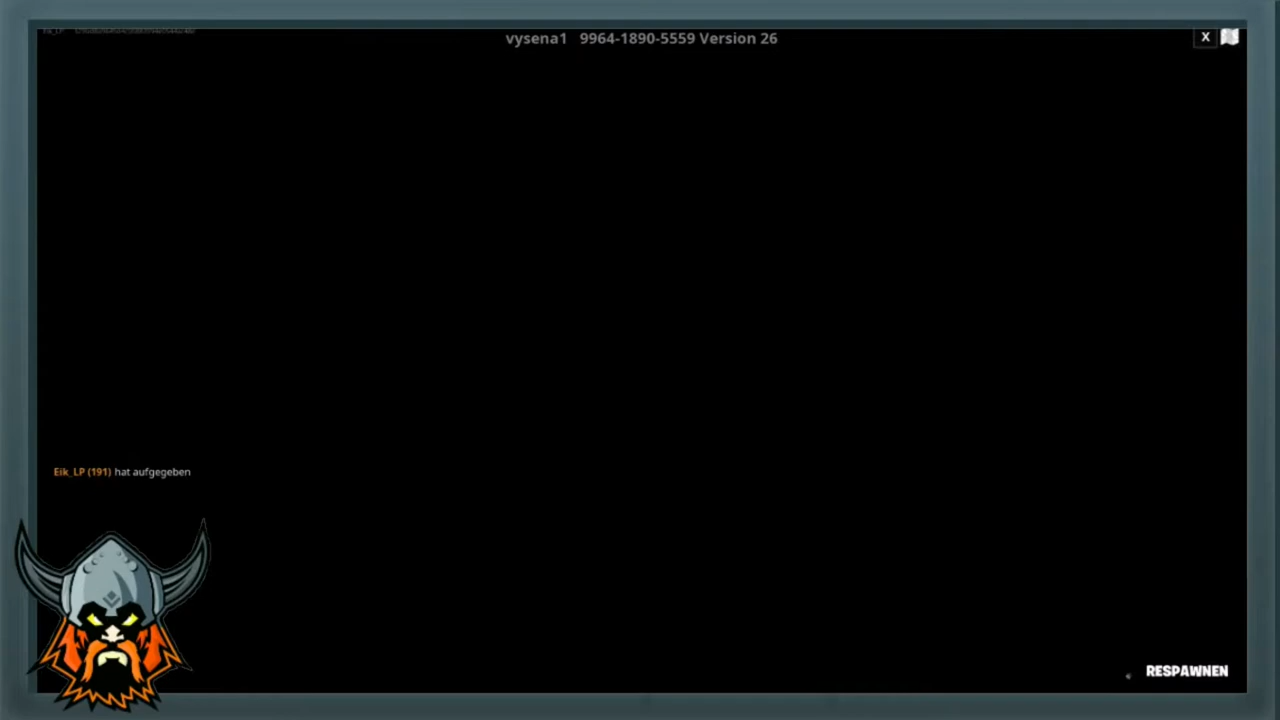 vysena1 9964-1890-5559 Version 26
X
Eik_LP (191) hat aufgegeben
RESPAWNEN